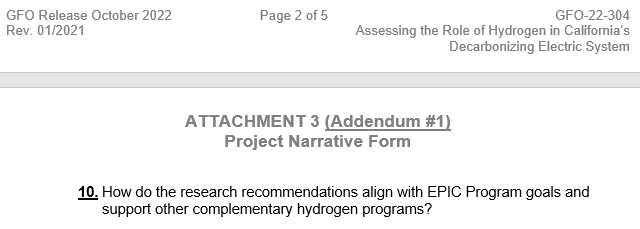 GFO Release October 2022 Page 2 of 5 GFO-22-304
Rev. 01/2021 Assessing the Role of Hydrogen in California's
Decarbonizing Electric System
ATTACHMENT 3 (Addendum #1)
Project Narrative Form
10. How do the research recommendations align with EPIC Program goals and
support other complementary hydrogen programs?